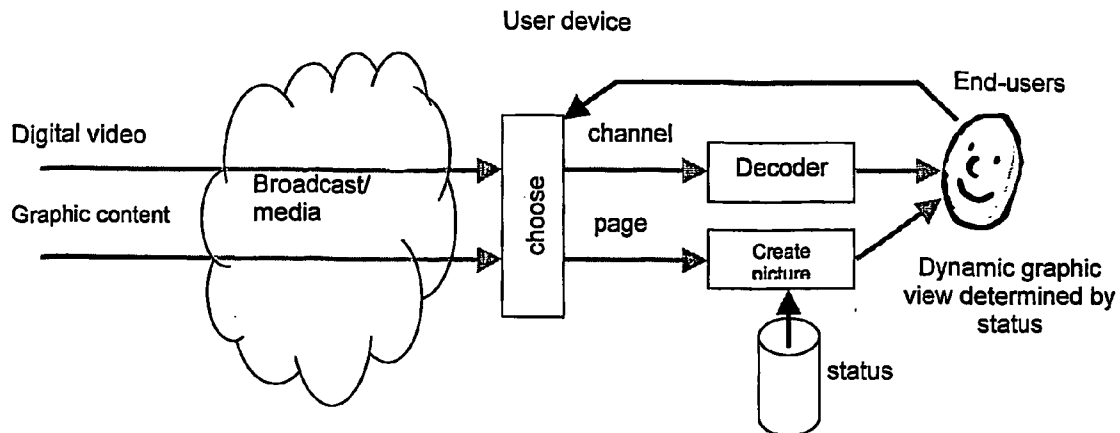 User device
End-users
Digital video
channel
Decoder
Broadcast/
media
Graphic content
choose
page
Create
picture
Dynamic graphic
view determined by
status
status